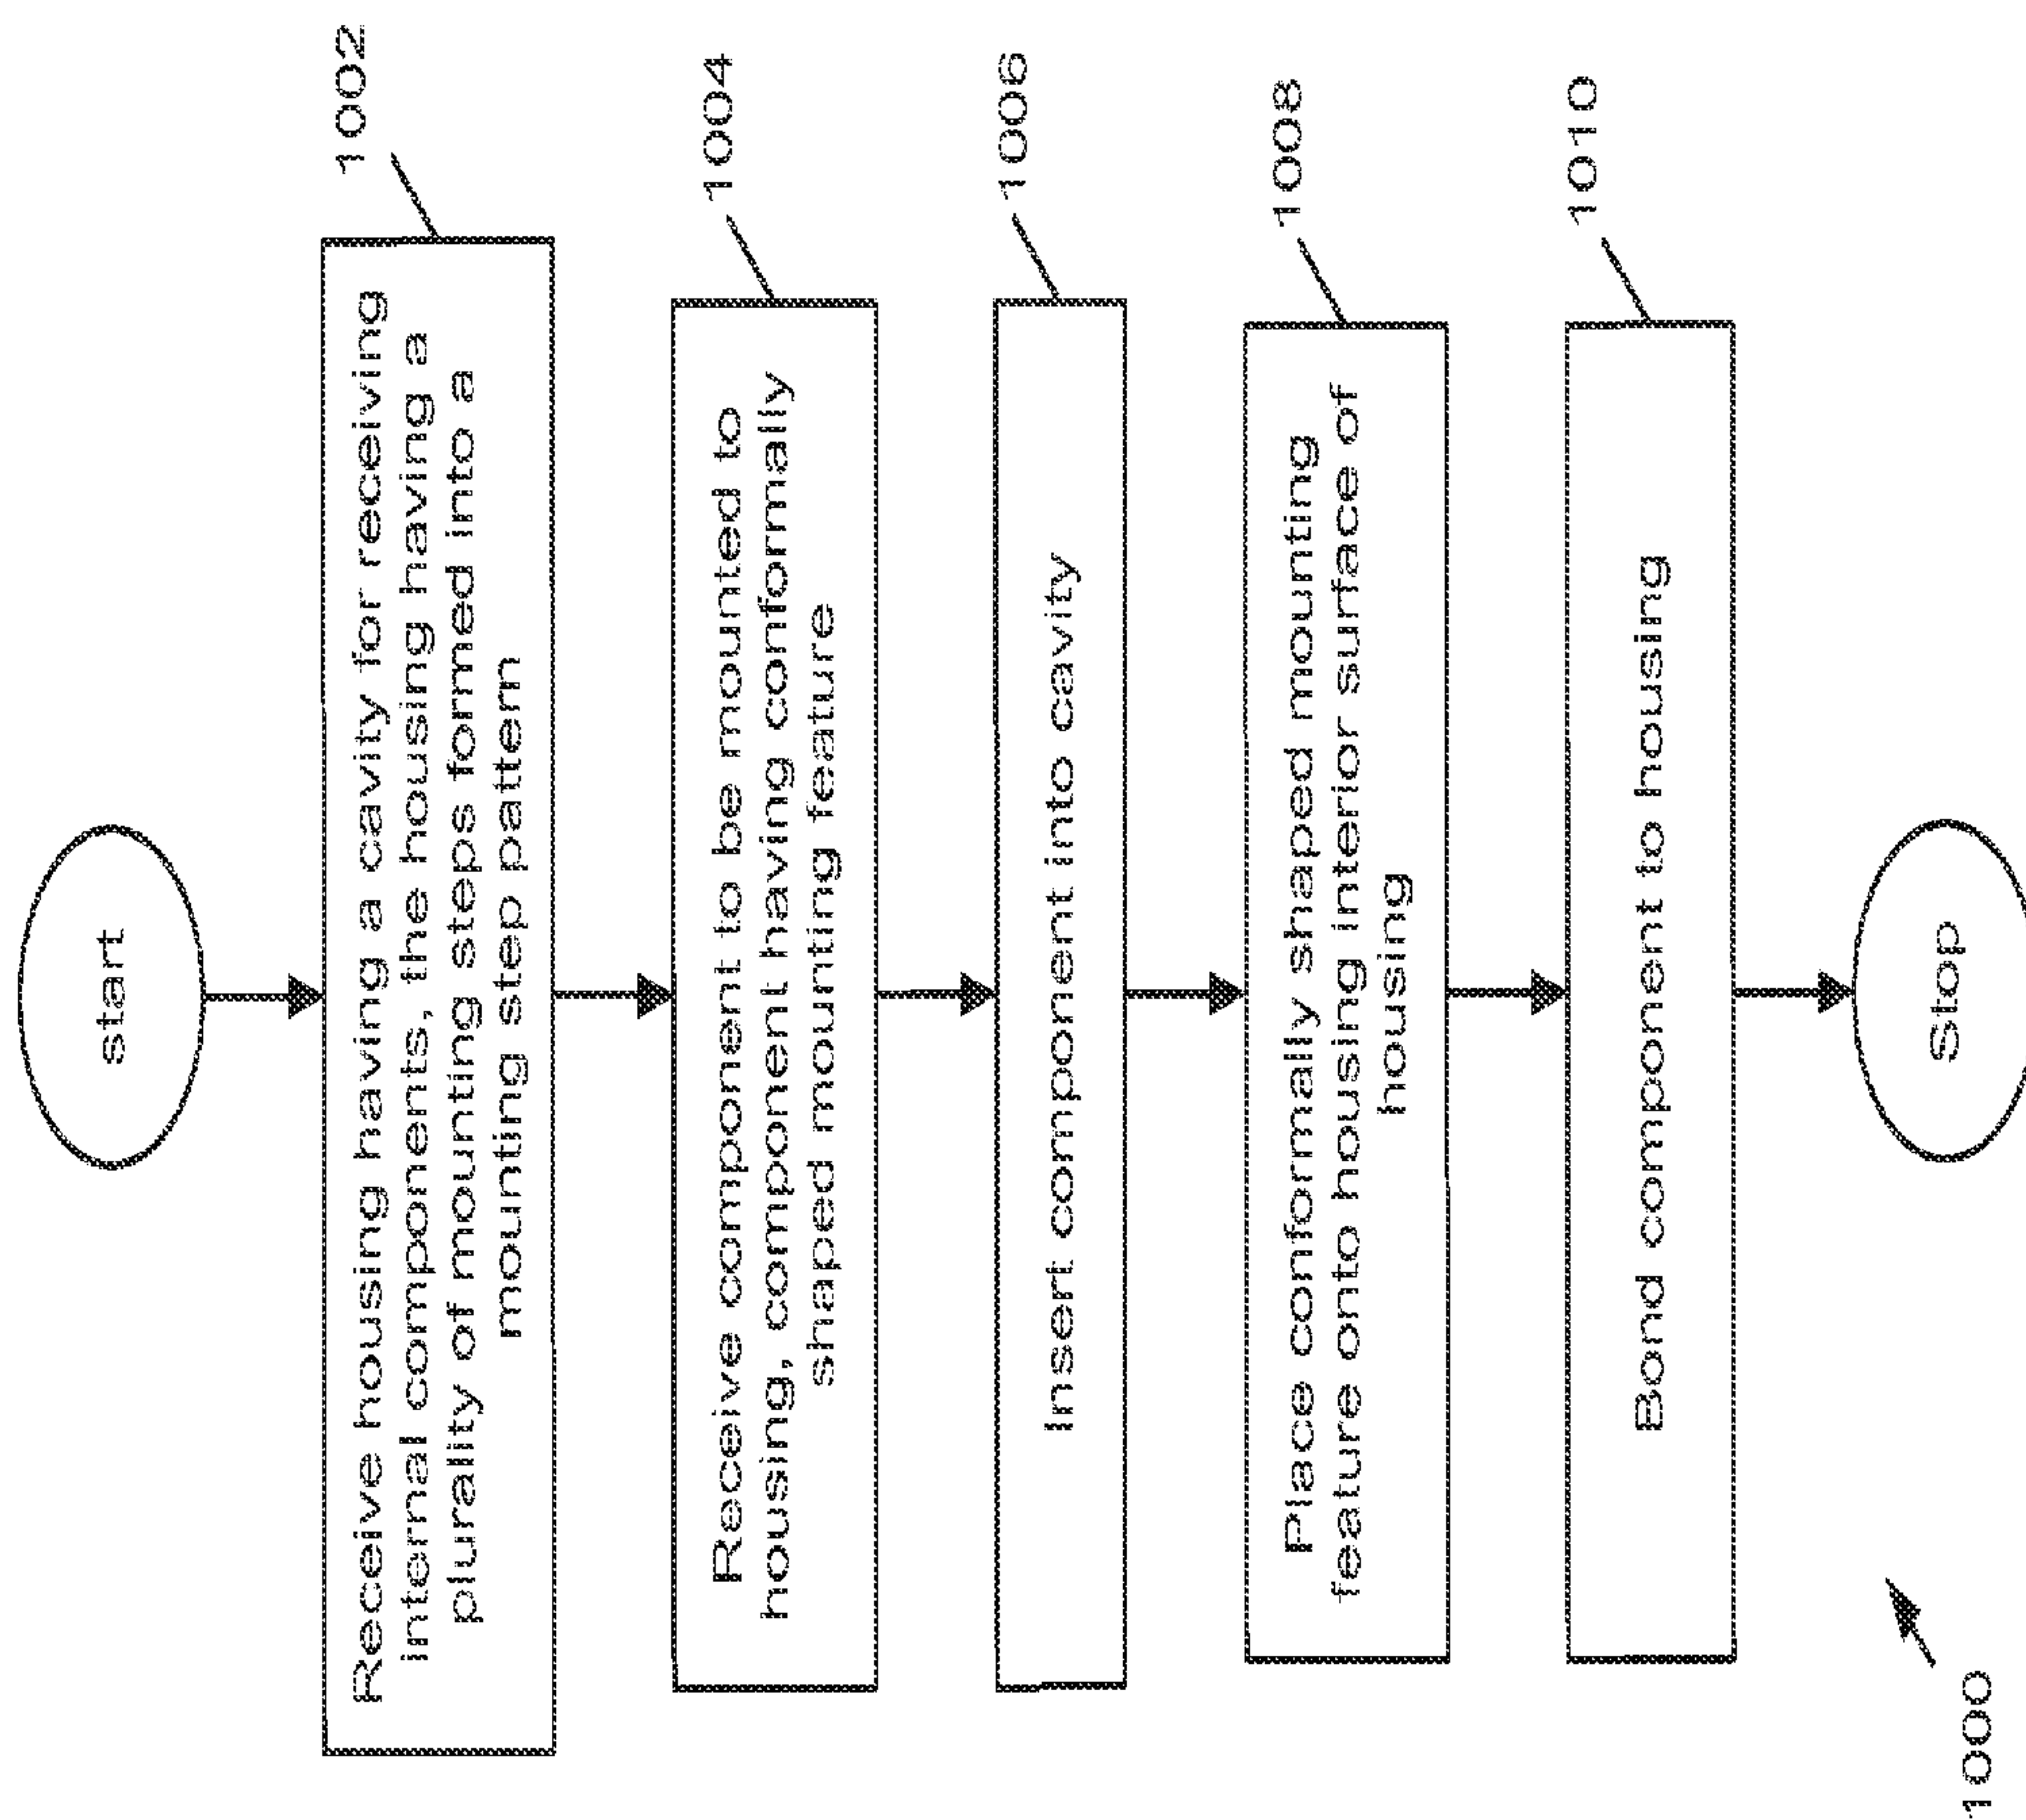 start
1002
Receive housing having a cavity for receiving
internal components, the housing having a
plurality of mounting steps formed into a
mounting step pattern
1004
Receive component to be mounted to
housing, component having conformally
shaped mounting feature
1006
Insert component into cavity
1008
Place conformally shaped mounting
feature onto housing interior surface of
housing
1010
Bond component to housing
Stop
1000